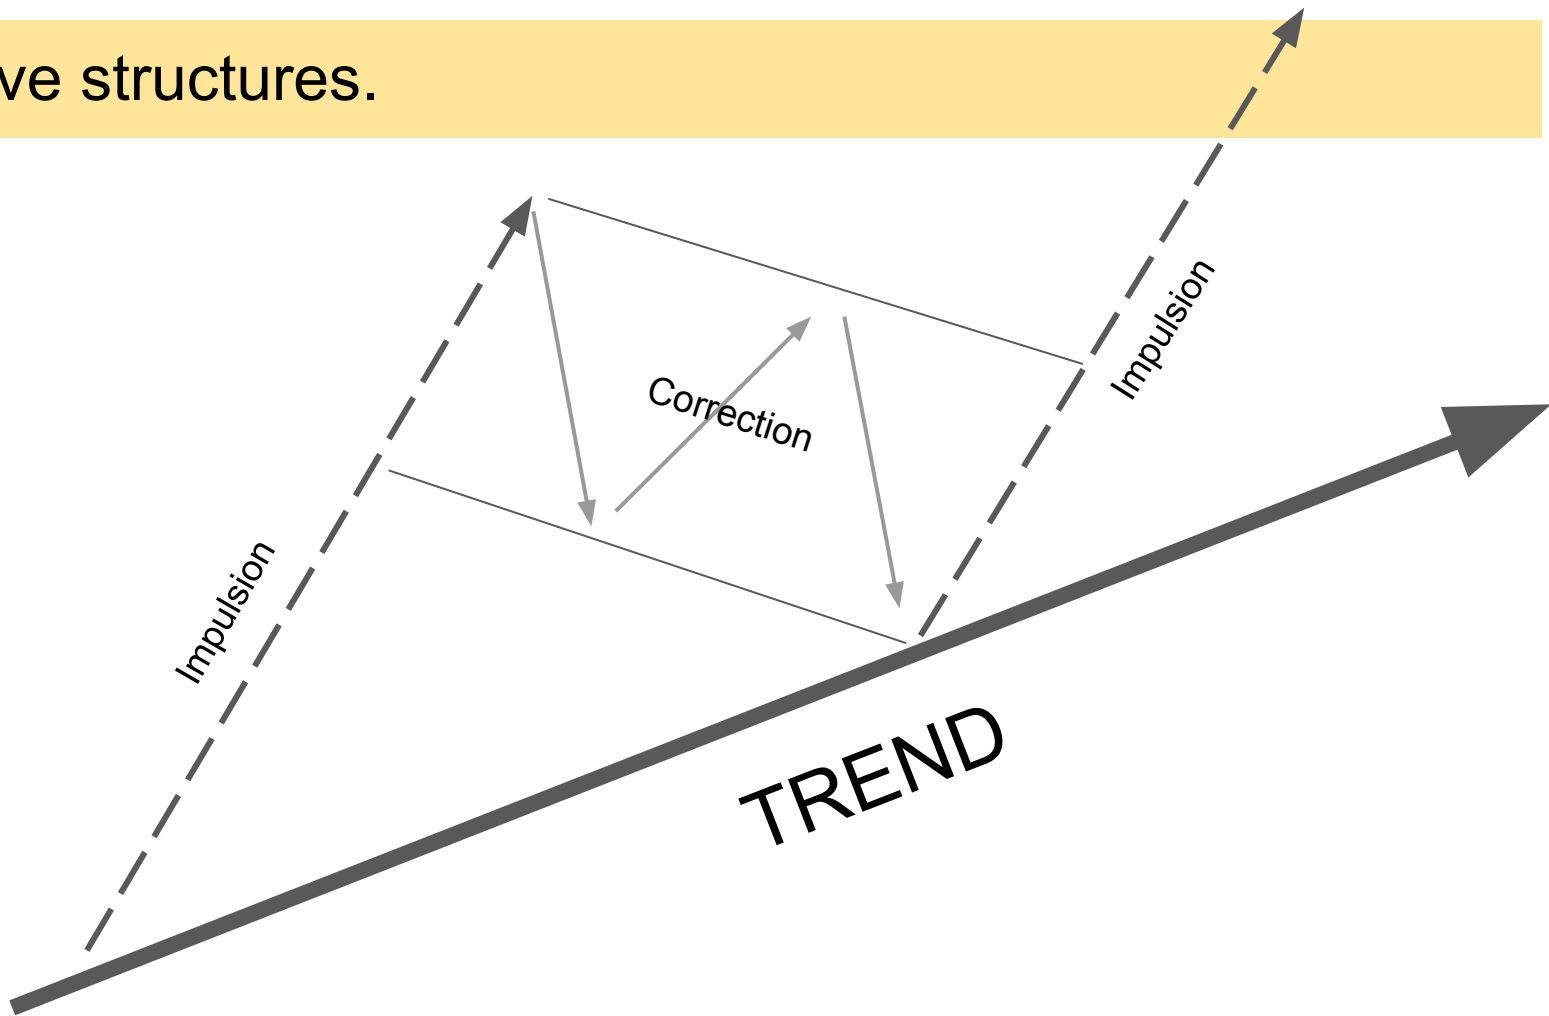 ve structures.
Impulsion
Correction
Impulsion
TREND